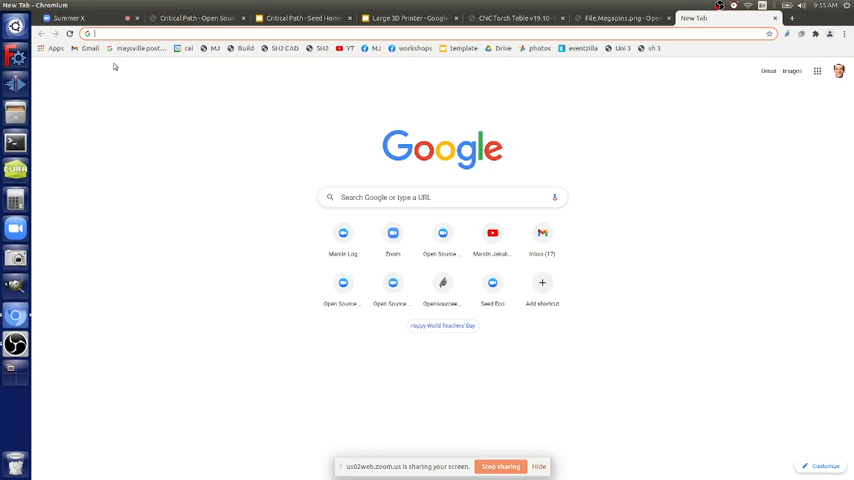 New Tab - Chromium
9:15 AM
Summer X
Critical Path - Open Sour
Critical Path - Seed Home
Large 3D Printer - Google
CNC Torch Table v19.10 -
File:Megapins.png - Open
New Tab
Apps
Gmail
maysville post...
cal
MJ
Build
SH2 CAD
SH2
YT
MJ
workshops
template
Drive
photos
eventzilla
Uni 3
sh 3
Gmail
Images
Google
Search Google or type a URL
Marcin Log
Zoom
Open Source ...
Marcin Jakub...
Inbox (17)
Open Source ...
Open Source ...
Opensourcee...
Seed Eco
Add shortcut
Happy World Teachers' Day
CURA
us02web.zoom.us is sharing your screen.
Stop sharing
Hide
Customize